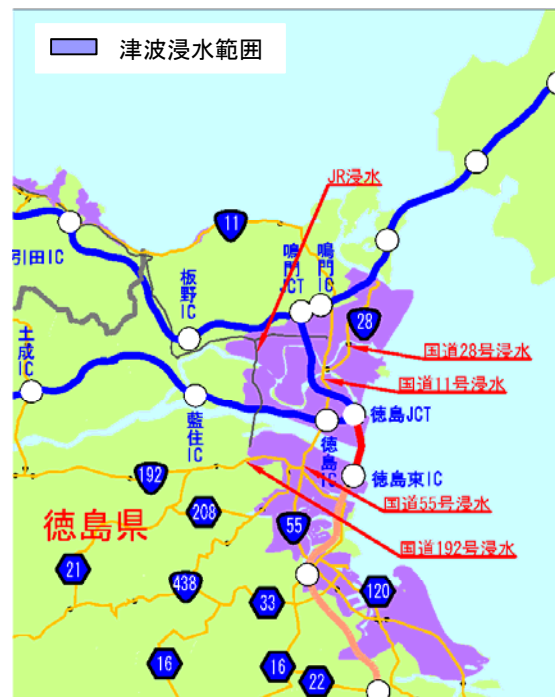 津波浸水範囲
JR浸水
11
引田IC
板野
IC
鳴門
JCT
鳴門
IC
28
国道28号浸水
土成
IC
国道11号浸水
藍住
IC
徳島
IC
徳島JCT
徳島東IC
192
208
国道55号浸水
徳島県
55
国道192号浸水
21
438
33
120
16
16
22